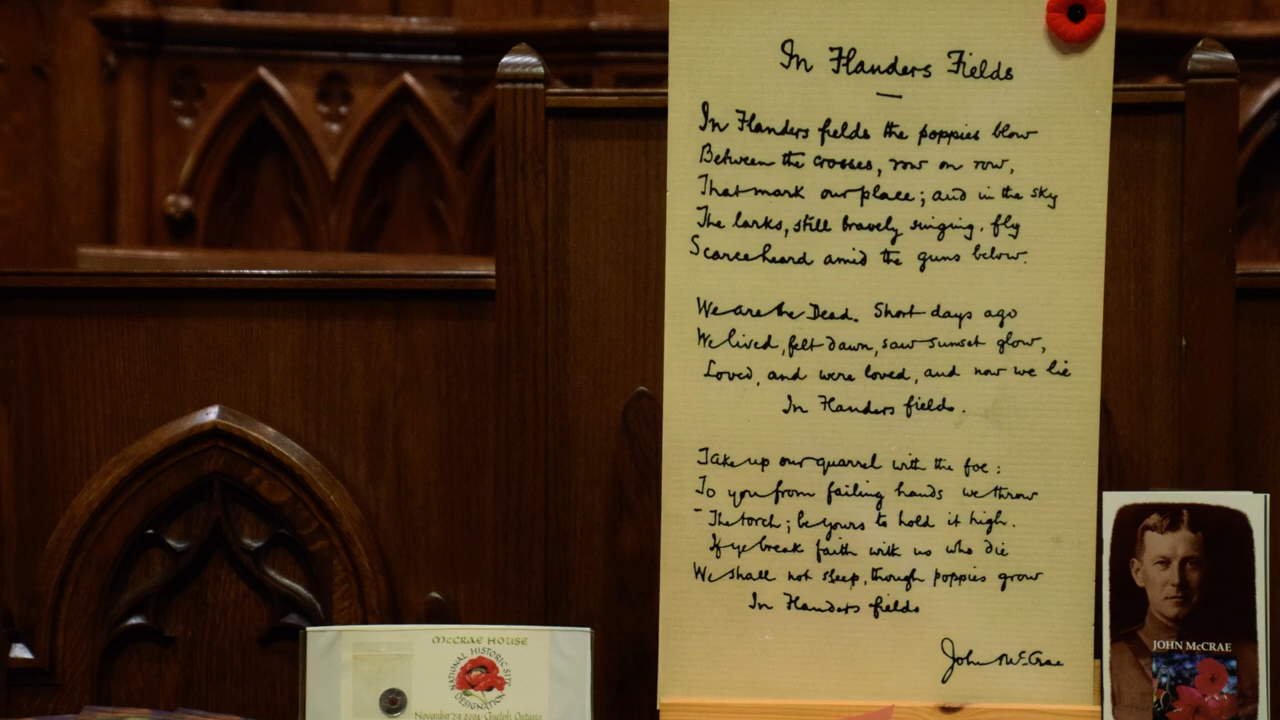 In Flanders Fields
In Flanders fields the poppies blow
Between the crosses, row on row,
That mark our place; and in the sky
The larks, still bravely singing, fly
Scarce heard amid the guns below.
We are the Dead. Short days ago
We lived, felt dawn, saw sunset glow,
Loved, and were loved, and now we lie
In Flanders fields.
Take up our quarrel with the foe:
To you from failing hands we throw
The torch; be yours to hold it high.
If ye break faith with us who die
We shall not sleep, though poppies grow
In Flanders fields
John McCrae
McCRAE HOUSE
NATIONAL HISTORIC SITE
DESIGNATION
November 29 Guelph, Ontario
JOHN McCRAE